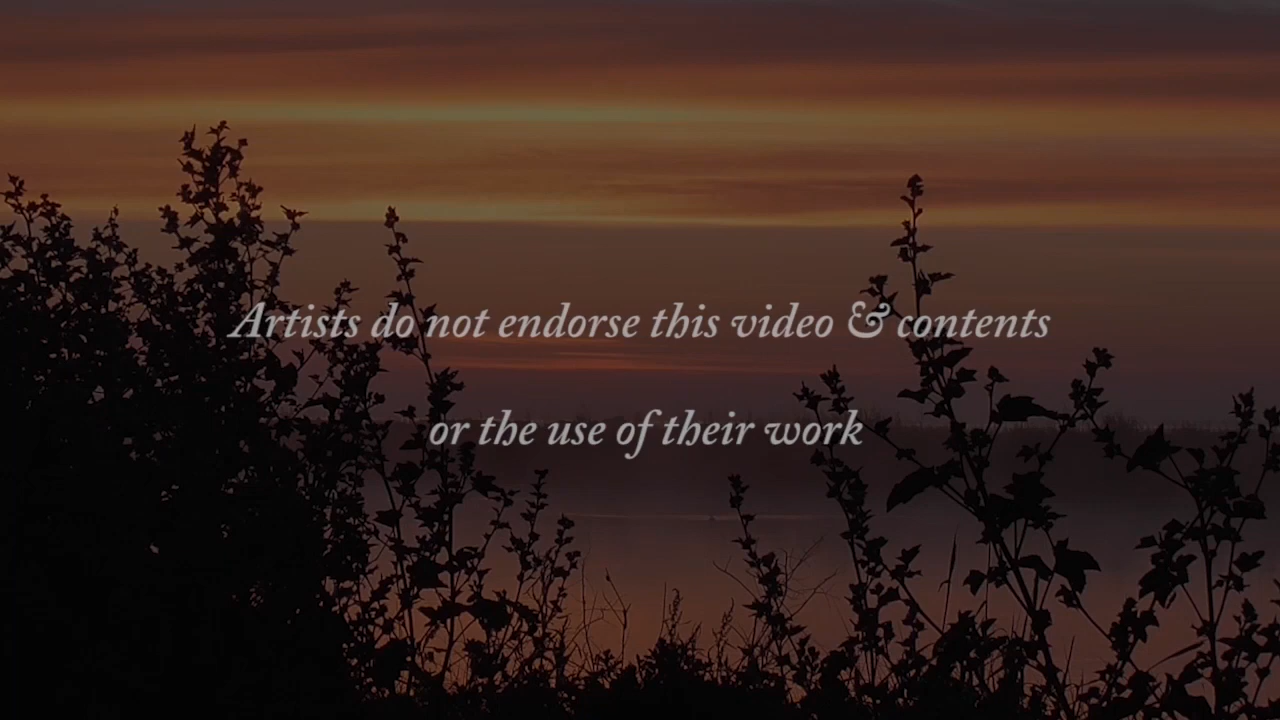 Artists do not endorse this video & contents
or the use of their work